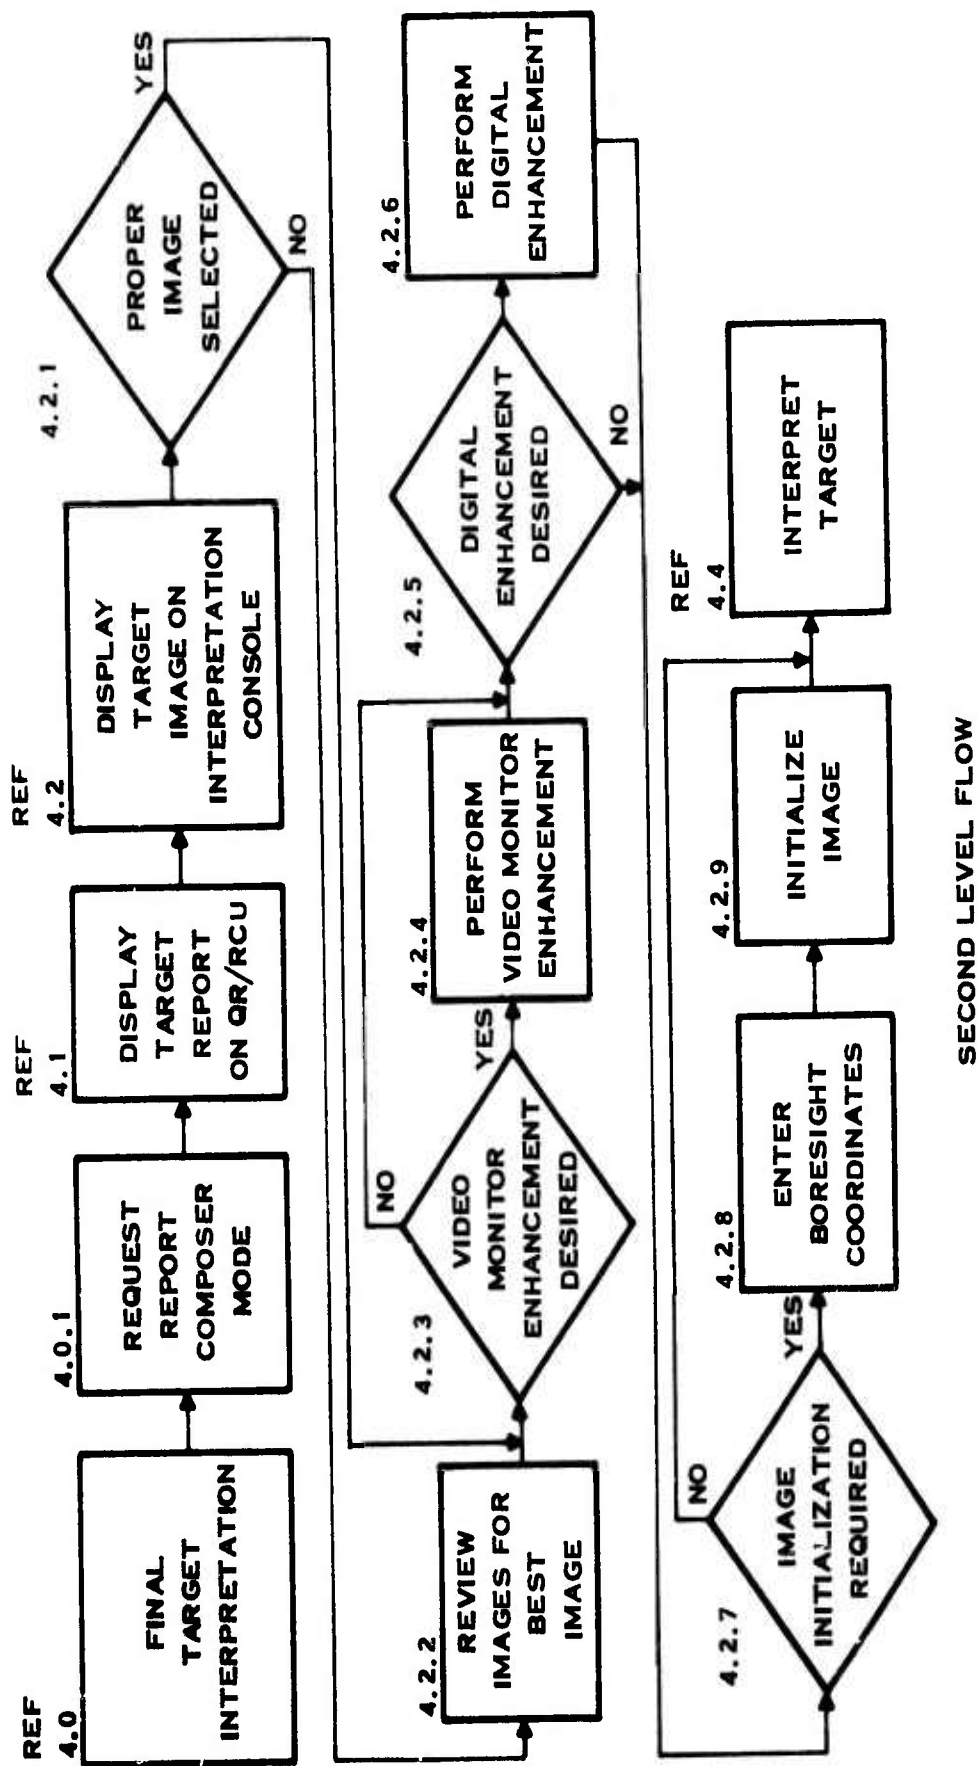 REF
4.0
FINAL
TARGET
INTERPRETATION
4.0.1
REQUEST
REPORT
COMPOSER
MODE
REF
4.1
DISPLAY
TARGET
REPORT
ON QR/RCU
REF
4.2
DISPLAY
TARGET
IMAGE ON
INTERPRETATION
CONSOLE
4.2.1
PROPER
IMAGE
SELECTED
YES
NO
4.2.2
REVIEW
IMAGES FOR
BEST
IMAGE
4.2.3
VIDEO
MONITOR
ENHANCEMENT
DESIRED
NO
YES
4.2.4
PERFORM
VIDEO MONITOR
ENHANCEMENT
4.2.5
DIGITAL
ENHANCEMENT
DESIRED
NO
4.2.6
PERFORM
DIGITAL
ENHANCEMENT
4.2.7
IMAGE
INITIALIZATION
REQUIRED
NO
YES
4.2.8
ENTER
BORESIGHT
COORDINATES
4.2.9
INITIALIZE
IMAGE
REF
4.4
INTERPRET
TARGET
SECOND LEVEL FLOW